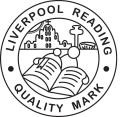 LIVERPOOL READING
• QUALITY MARK •